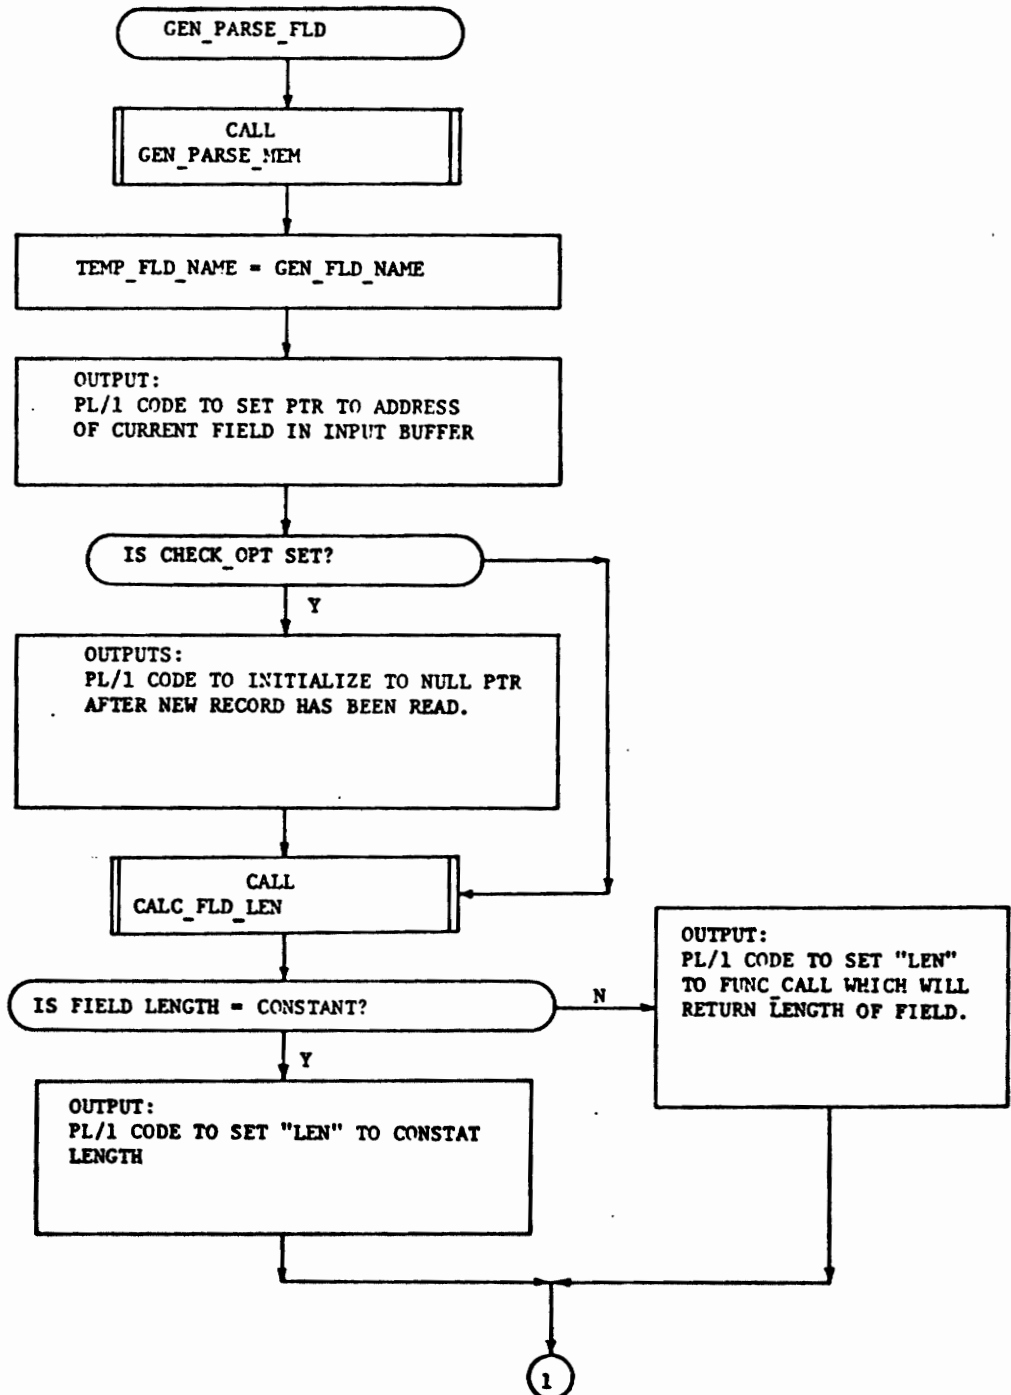 GEN_PARSE_FLD
CALL
GEN_PARSE_MEM
TEMP_FLD_NAME = GEN_FLD_NAME
OUTPUT:
PL/1 CODE TO SET PTR TO ADDRESS
OF CURRENT FIELD IN INPUT BUFFER
IS CHECK_OPT SET?
Y
OUTPUTS:
PL/1 CODE TO INITIALIZE TO NULL PTR
AFTER NEW RECORD HAS BEEN READ.
CALL
CALC_FLD_LEN
IS FIELD LENGTH = CONSTANT?
N
OUTPUT:
PL/1 CODE TO SET "LEN"
TO FUNC_CALL WHICH WILL
RETURN LENGTH OF FIELD.
Y
OUTPUT:
PL/1 CODE TO SET "LEN" TO CONSTAT
LENGTH
1